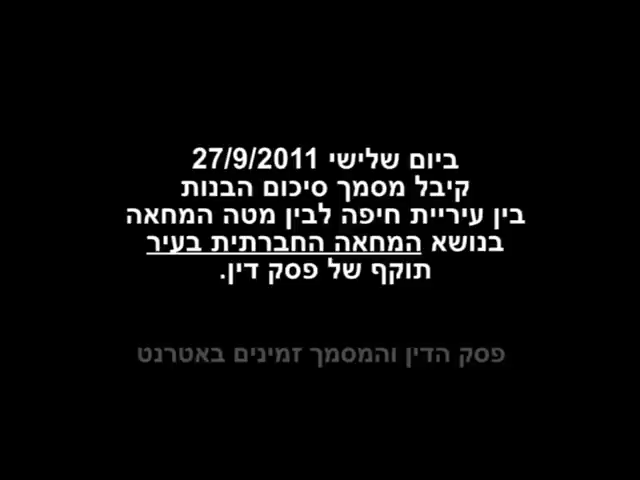 ביום שלישי 27/9/2011
קיבל מסמך סיכום הבנות
בין עיריית חיפה לבין מטה המחאה
בנושא המחאה החברתית בעיר
תוקף של פסק דין.
פסק הדין והמסמך זמינים באטרנט